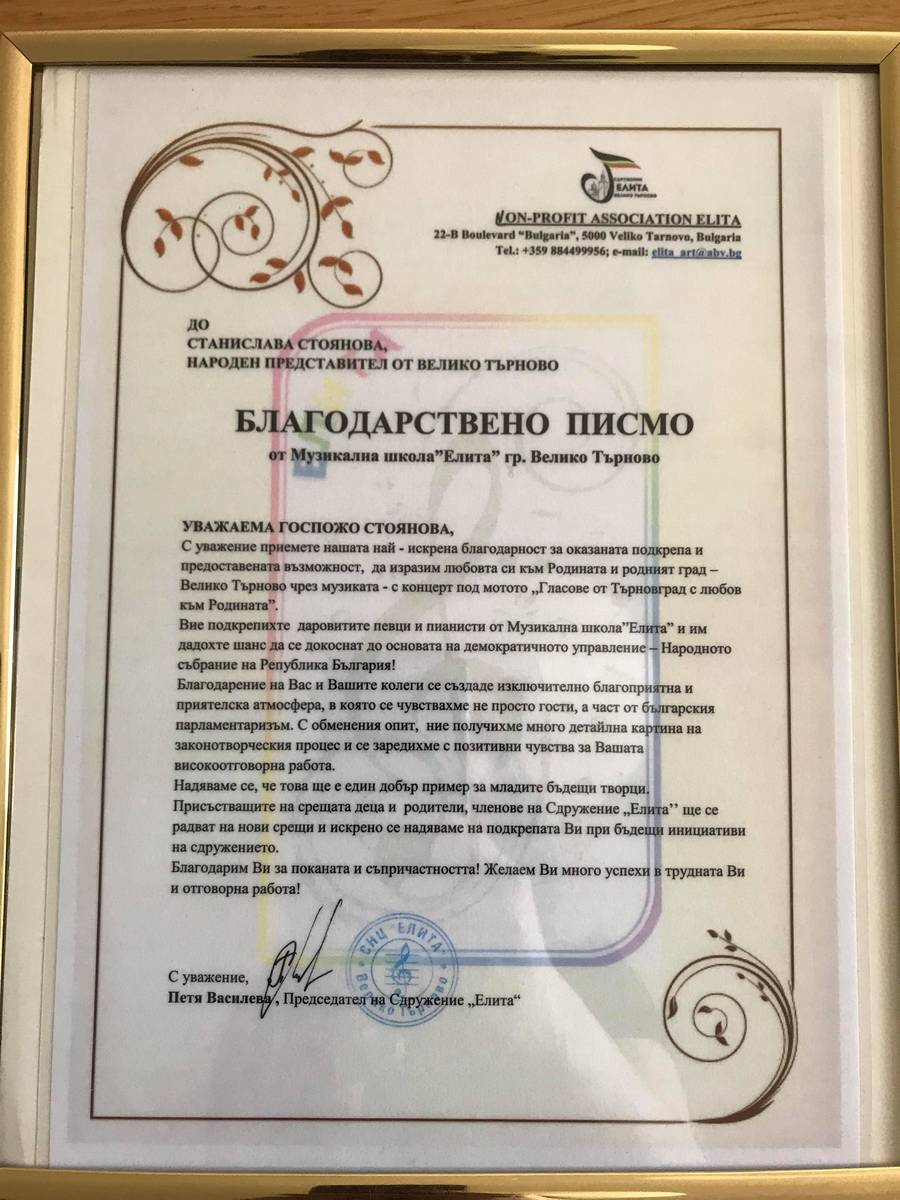 СДРУЖЕНИЕ
ЕЛИТА
ВЕЛИКО ТЪРНОВО
NON-PROFIT ASSOCIATION ELITA
22-B Boulevard “Bulgaria”, 5000 Veliko Tarnovo, Bulgaria
Tel.: +359 884499956; e-mail: elita_art@abv.bg
ДО
СТАНИСЛАВА СТОЯНОВА,
НАРОДЕН ПРЕДСТАВИТЕЛ ОТ ВЕЛИКО ТЪРНОВО
БЛАГОДАРСТВЕНО ПИСМО
от Музикална школа”Елита” гр. Велико Търново
УВАЖАЕМА ГОСПОЖО СТОЯНОВА,
С уважение приемете нашата най - искрена благодарност за оказаната подкрепа и
предоставената възможност, да изразим любовта си към Родината и родният град –
Велико Търново чрез музиката - с концерт под мотото „Гласове от Търновград с любов
към Родината”.
Вие подкрепихте даровитите певци и пианисти от Музикална школа”Елита” и им
дадохте шанс да се докоснат до основата на демократичното управление – Народното
събрание на Република България!
Благодарение на Вас и Вашите колеги се създаде изключително благоприятна и
приятелска атмосфера, в която се чувствахме не просто гости, а част от българския
парламентаризъм. С обменения опит, ние получихме много детайлна картина на
законотворческия процес и се заредихме с позитивни чувства за Вашата
високоотговорна работа.
Надяваме се, че това ще е един добър пример за младите бъдещи творци.
Присъстващите на срещата деца и родители, членове на Сдружение „Елита’’ ще се
радват на нови срещи и искрено се надяваме на подкрепата Ви при бъдещи инициативи
на сдружението.
Благодарим Ви за поканата и съпричастността! Желаем Ви много успехи в трудната Ви
и отговорна работа!
С уважение,
Петя Василева , Председател на Сдружение „Елита“
СНЦ "ЕЛИТА"
Велико Търново